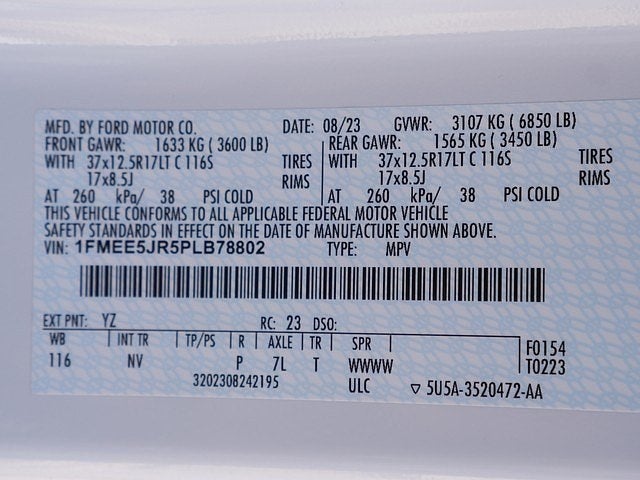 MFD. BY FORD MOTOR CO. DATE: 08/23 GVWR: 3107 KG ( 6850 LB)
FRONT GAWR: 1633 KG ( 3600 LB) REAR GAWR: 1565 KG ( 3450 LB)
WITH 37x12.5R17LT C 116S TIRES WITH 37x12.5R17LT C 116S TIRES
17x8.5J RIMS 17x8.5J RIMS
AT 260 kPa/ 38 PSI COLD AT 260 kPa/ 38 PSI COLD
THIS VEHICLE CONFORMS TO ALL APPLICABLE FEDERAL MOTOR VEHICLE
SAFETY STANDARDS IN EFFECT ON THE DATE OF MANUFACTURE SHOWN ABOVE.
VIN: 1FMEE5JR5PLB78802 TYPE: MPV
EXT PNT: YZ RC: 23 DSO:
WB INT TR TP/PS R AXLE TR SPR F0154
116 NV P 7L T WWWW T0223
3202308242195 ULC ▽ 5U5A-3520472-AA